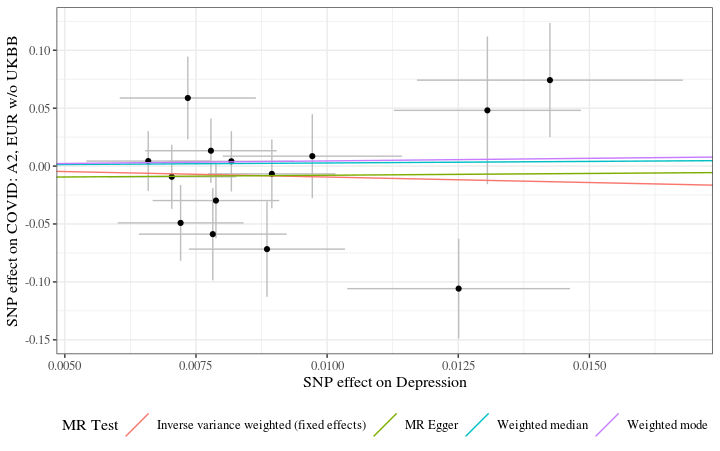 SNP effect on COVID: A2, EUR w/o UKBB
0.10
0.05
0.00
-0.05
-0.10
-0.15
0.0050 0.0075 0.0100 0.0125 0.0150
SNP effect on Depression
MR Test Inverse variance weighted (fixed effects) MR Egger Weighted median Weighted mode